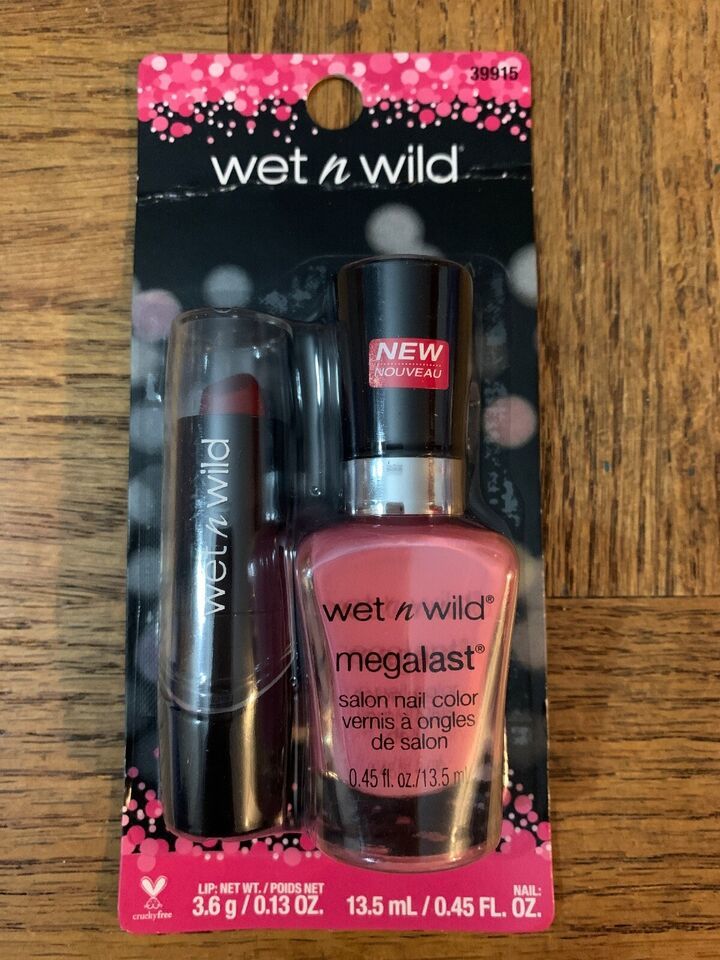 39915
wet n wild®
NEW
NOUVEAU
wet n wild
wet n wild®
megalast®
salon nail color
vernis à ongles
de salon
0.45 fl. oz./13.5 ml
LIP: NET WT. / POIDS NET
3.6 g / 0.13 OZ.
NAIL:
13.5 mL / 0.45 FL. OZ.
crueltyfree